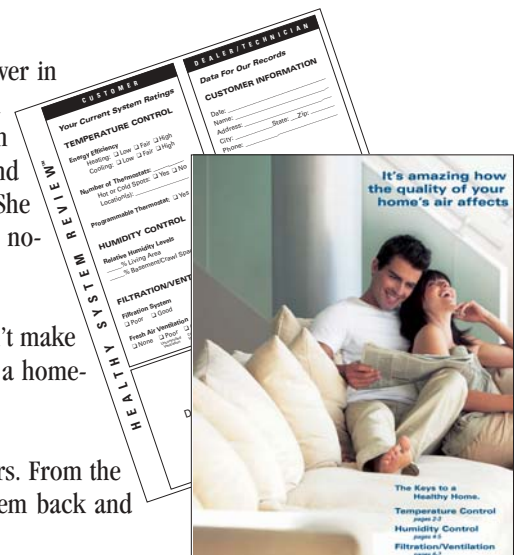 ver in
nd
She
no-
't make
a home-
rs. From the
em back and
HEALTHY SYSTEM REVIEW™
CUSTOMER
Your Current System Ratings
TEMPERATURE CONTROL
Energy Efficiency
Heating: ❏ Low ❏ Fair ❏ High
Cooling: ❏ Low ❏ Fair ❏ High
Number of Thermostats:
Hot or Cold Spots: ❏ Yes ❏ No
Location(s):
Programmable Thermostat: ❏ Yes
HUMIDITY CONTROL
Relative Humidity Levels
% Living Area
% Basement/Crawl Spa
FILTRATION/VENT
Filtration System
❏ Poor ❏ Good
Fresh Air Ventilation
❏ None ❏ Poor
DEALER/TECHNICIAN
Data For Our Records
CUSTOMER INFORMATION
Date:
Name:
Address:
City: State: Zip:
Phone:
D
It's amazing how
the quality of your
home's air affects
The Keys to a
Healthy Home.
Temperature Control
pages 2-3
Humidity Control
pages 4-5
Filtration/Ventilation